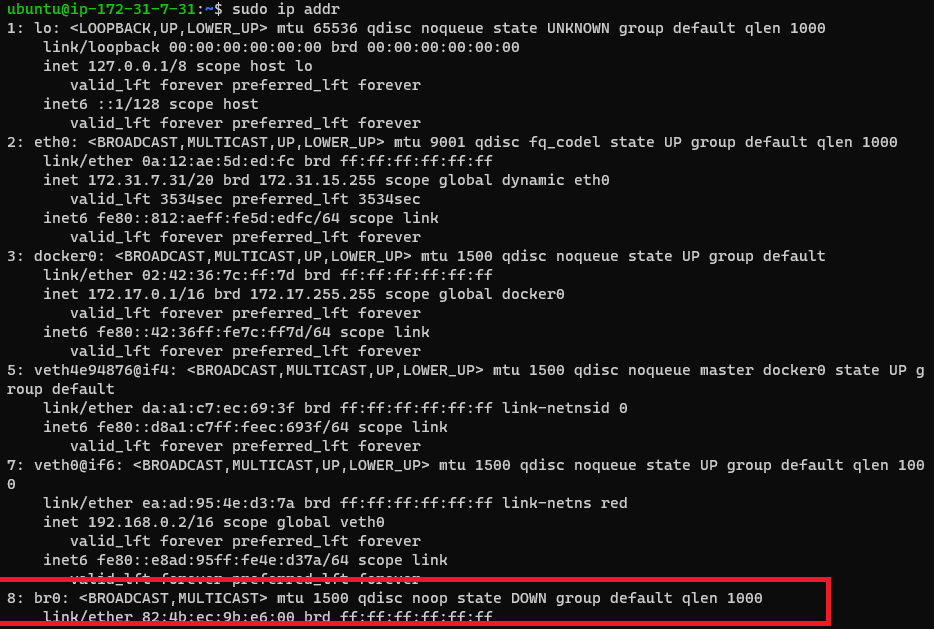 ubuntu@ip-172-31-7-31:~$ sudo ip addr
1: lo: <LOOPBACK,UP,LOWER_UP> mtu 65536 qdisc noqueue state UNKNOWN group default qlen 1000
link/loopback 00:00:00:00:00:00 brd 00:00:00:00:00:00
inet 127.0.0.1/8 scope host lo
valid_lft forever preferred_lft forever
inet6 ::1/128 scope host
valid_lft forever preferred_lft forever
2: eth0: <BROADCAST,MULTICAST,UP,LOWER_UP> mtu 9001 qdisc fq_codel state UP group default qlen 1000
link/ether 0a:12:ae:5d:ed:fc brd ff:ff:ff:ff:ff:ff
inet 172.31.7.31/20 brd 172.31.15.255 scope global dynamic eth0
valid_lft 3534sec preferred_lft 3534sec
inet6 fe80::812:aeff:fe5d:edfc/64 scope link
valid_lft forever preferred_lft forever
3: docker0: <BROADCAST,MULTICAST,UP,LOWER_UP> mtu 1500 qdisc noqueue state UP group default
link/ether 02:42:36:7c:ff:7d brd ff:ff:ff:ff:ff:ff
inet 172.17.0.1/16 brd 172.17.255.255 scope global docker0
valid_lft forever preferred_lft forever
inet6 fe80::42:36ff:fe7c:ff7d/64 scope link
valid_lft forever preferred_lft forever
5: veth4e94876@if4: <BROADCAST,MULTICAST,UP,LOWER_UP> mtu 1500 qdisc noqueue master docker0 state UP g
roup default
link/ether da:a1:c7:ec:69:3f brd ff:ff:ff:ff:ff:ff link-netnsid 0
inet6 fe80::d8a1:c7ff:feec:693f/64 scope link
valid_lft forever preferred_lft forever
7: veth0@if6: <BROADCAST,MULTICAST,UP,LOWER_UP> mtu 1500 qdisc noqueue state UP group default qlen 100
0
link/ether ea:ad:95:4e:d3:7a brd ff:ff:ff:ff:ff:ff link-netns red
inet 192.168.0.2/16 scope global veth0
valid_lft forever preferred_lft forever
inet6 fe80::e8ad:95ff:fe4e:d37a/64 scope link
valid_lft forever preferred_lft forever
8: br0: <BROADCAST,MULTICAST> mtu 1500 qdisc noop state DOWN group default qlen 1000
link/ether 82:4b:ec:9b:e6:00 brd ff:ff:ff:ff:ff:ff